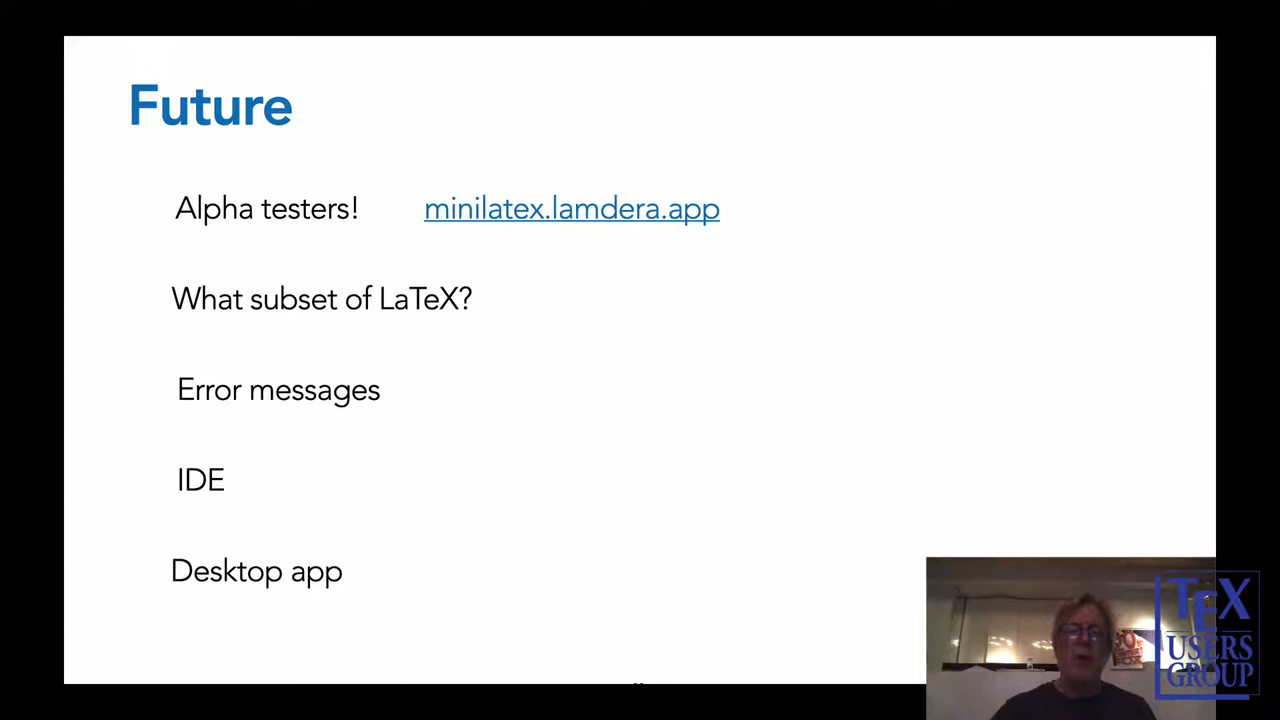 Future
Alpha testers! minilatex.lamdera.app
What subset of LaTeX?
Error messages
IDE
Desktop app
TEX
USERS
GROUP